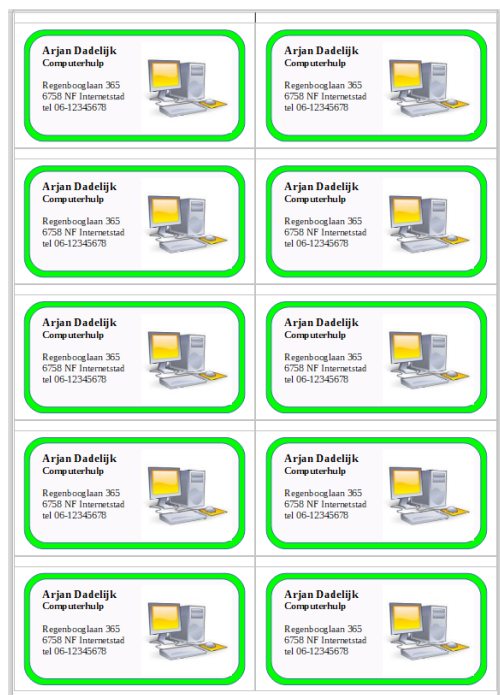 Arjan Dadelijk
Computerhulp
Regenbooglaan 365
6758 NF Internetstad
tel 06-12345678
Arjan Dadelijk
Computerhulp
Regenbooglaan 365
6758 NF Internetstad
tel 06-12345678
Arjan Dadelijk
Computerhulp
Regenbooglaan 365
6758 NF Internetstad
tel 06-12345678
Arjan Dadelijk
Computerhulp
Regenbooglaan 365
6758 NF Internetstad
tel 06-12345678
Arjan Dadelijk
Computerhulp
Regenbooglaan 365
6758 NF Internetstad
tel 06-12345678
Arjan Dadelijk
Computerhulp
Regenbooglaan 365
6758 NF Internetstad
tel 06-12345678
Arjan Dadelijk
Computerhulp
Regenbooglaan 365
6758 NF Internetstad
tel 06-12345678
Arjan Dadelijk
Computerhulp
Regenbooglaan 365
6758 NF Internetstad
tel 06-12345678
Arjan Dadelijk
Computerhulp
Regenbooglaan 365
6758 NF Internetstad
tel 06-12345678
Arjan Dadelijk
Computerhulp
Regenbooglaan 365
6758 NF Internetstad
tel 06-12345678